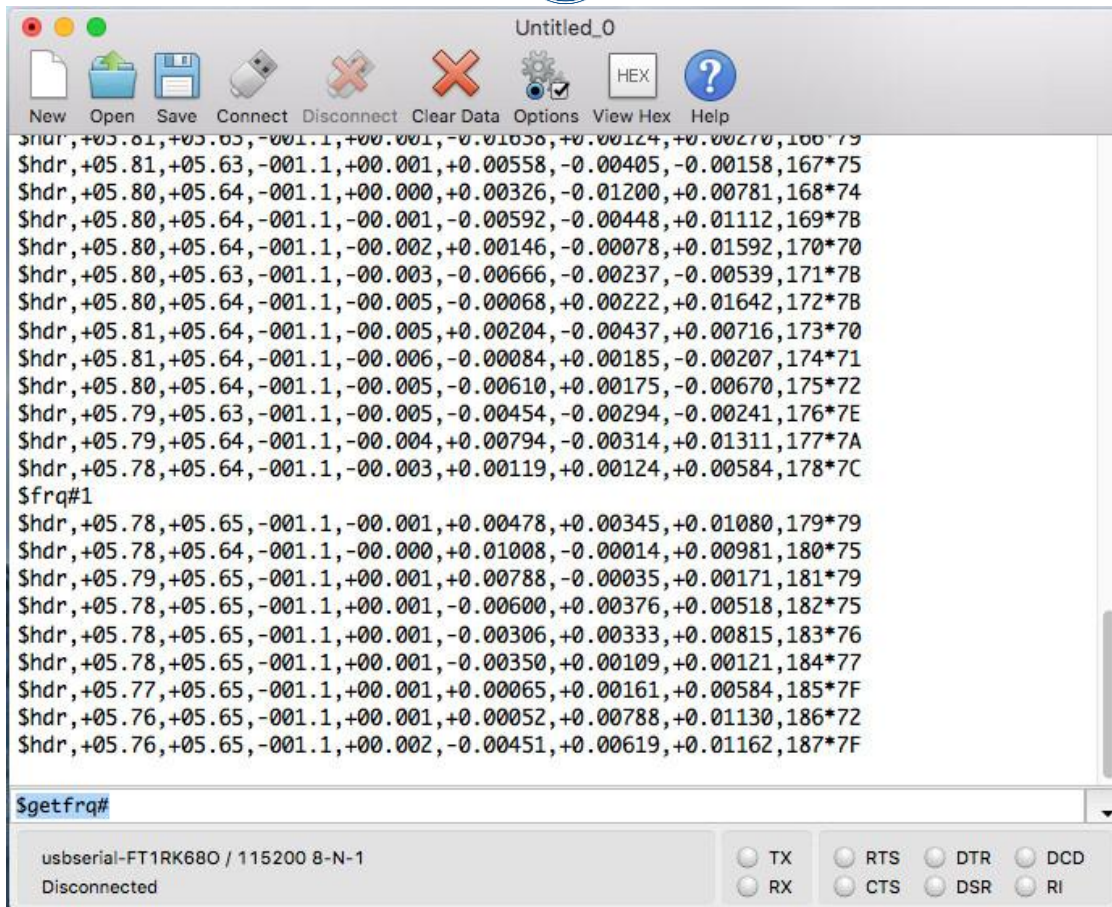 Untitled_0
HEX
?
New Open Save Connect Disconnect Clear Data Options View Hex Help
$hdr,+05.81,+05.63,-001.1,+00.001,-0.01638,+0.00124,+0.00270,166*79
$hdr,+05.81,+05.63,-001.1,+00.001,+0.00558,-0.00405,-0.00158,167*75
$hdr,+05.80,+05.64,-001.1,+00.000,+0.00326,-0.01200,+0.00781,168*74
$hdr,+05.80,+05.64,-001.1,-00.001,-0.00592,-0.00448,+0.01112,169*7B
$hdr,+05.80,+05.64,-001.1,-00.002,+0.00146,-0.00078,+0.01592,170*70
$hdr,+05.80,+05.63,-001.1,-00.003,-0.00666,-0.00237,-0.00539,171*7B
$hdr,+05.80,+05.64,-001.1,-00.005,-0.00068,+0.00222,+0.01642,172*7B
$hdr,+05.81,+05.64,-001.1,-00.005,+0.00204,-0.00437,+0.00716,173*70
$hdr,+05.81,+05.64,-001.1,-00.006,-0.00084,+0.00185,-0.00207,174*71
$hdr,+05.80,+05.64,-001.1,-00.005,-0.00610,+0.00175,-0.00670,175*72
$hdr,+05.79,+05.63,-001.1,-00.005,-0.00454,-0.00294,-0.00241,176*7E
$hdr,+05.79,+05.64,-001.1,-00.004,+0.00794,-0.00314,+0.01311,177*7A
$hdr,+05.78,+05.64,-001.1,-00.003,+0.00119,+0.00124,+0.00584,178*7C
$frq#1
$hdr,+05.78,+05.65,-001.1,-00.001,+0.00478,+0.00345,+0.01080,179*79
$hdr,+05.78,+05.64,-001.1,-00.000,+0.01008,-0.00014,+0.00981,180*75
$hdr,+05.79,+05.65,-001.1,+00.001,+0.00788,-0.00035,+0.00171,181*79
$hdr,+05.78,+05.65,-001.1,+00.001,-0.00600,+0.00376,+0.00518,182*75
$hdr,+05.78,+05.65,-001.1,+00.001,-0.00306,+0.00333,+0.00815,183*76
$hdr,+05.78,+05.65,-001.1,+00.001,-0.00350,+0.00109,+0.00121,184*77
$hdr,+05.77,+05.65,-001.1,+00.001,+0.00065,+0.00161,+0.00584,185*7F
$hdr,+05.76,+05.65,-001.1,+00.001,+0.00052,+0.00788,+0.01130,186*72
$hdr,+05.76,+05.65,-001.1,+00.002,-0.00451,+0.00619,+0.01162,187*7F
$getfrq#
usbserial-FT1RK68O / 115200 8-N-1
Disconnected
TX RTS DTR DCD
RX CTS DSR RI